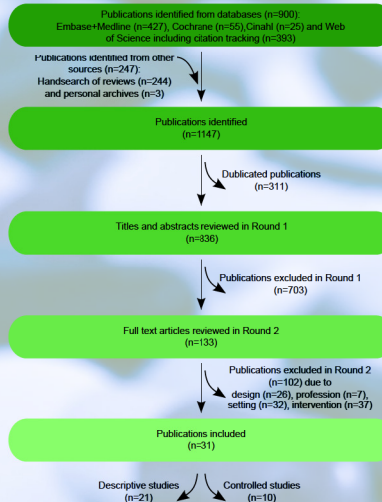 Publications identified from databases (n=900):
Embase+Medline (n=427), Cochrane (n=55),Cinahl (n=25) and Web
of Science including citation tracking (n=393)
Publications identified from other
sources (n=247):
Handsearch of reviews (n=244)
and personal archives (n=3)
Publications identified
(n=1147)
Dublicated publications
(n=311)
Titles and abstracts reviewed in Round 1
(n=836)
Publications excluded in Round 1
(n=703)
Full text articles reviewed in Round 2
(n=133)
Publications excluded in Round 2
(n=102) due to
design (n=26), profession (n=7),
setting (n=32), intervention (n=37)
Publications included
(n=31)
Descriptive studies
(n=21)
Controlled studies
(n=10)